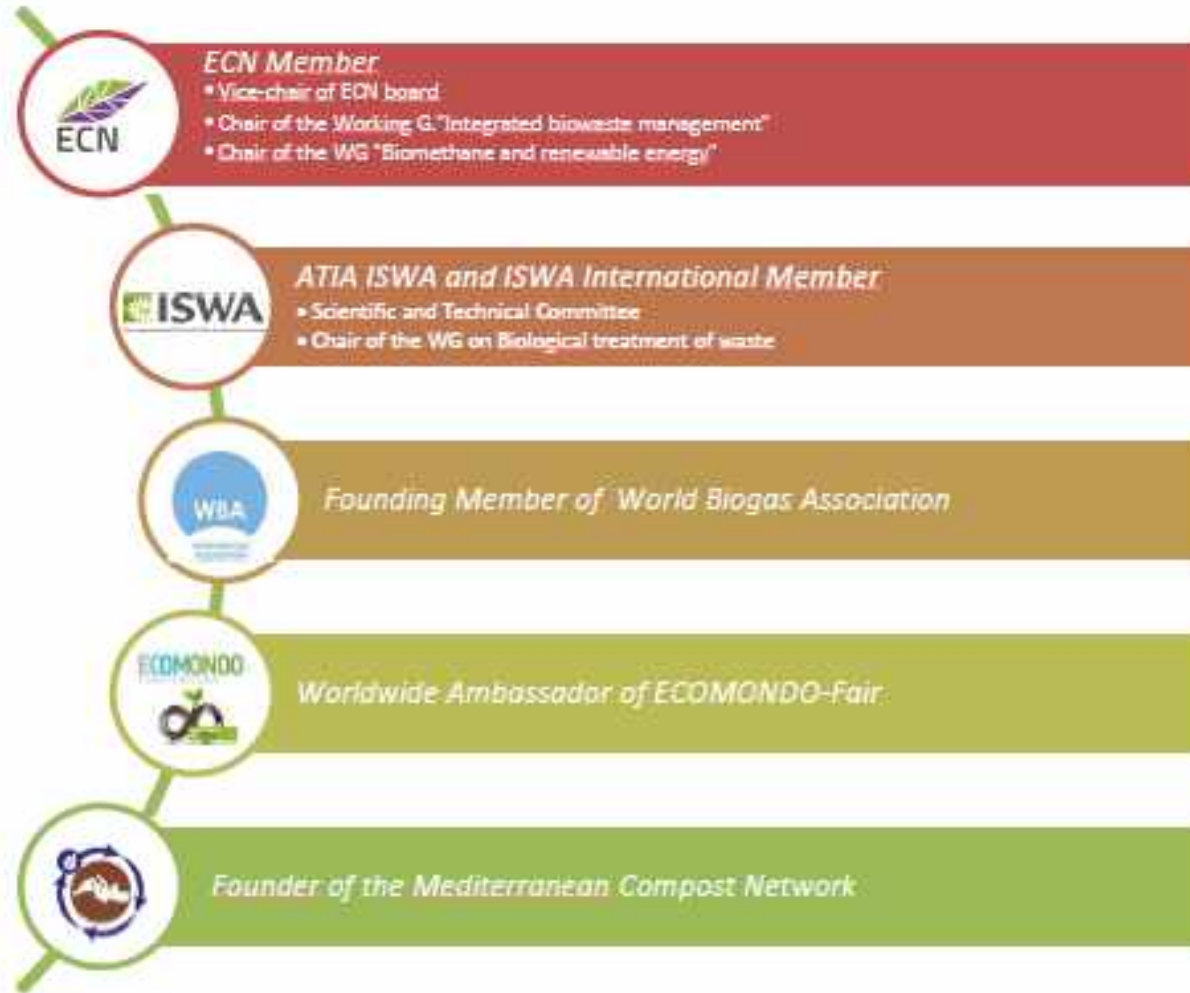 ECN
ECN Member
• Vice-chair of ECN board
• Chair of the Working G."Integrated biowaste management"
• Chair of the WG "Biomethane and renewable energy"
ISWA
ATIA ISWA and ISWA International Member
• Scientific and Technical Committee
• Chair of the WG on Biological treatment of waste
WBA
Founding Member of World Biogas Association
ECOMONDO
Worldwide Ambassador of ECOMONDO-Fair
Founder of the Mediterranean Compost Network